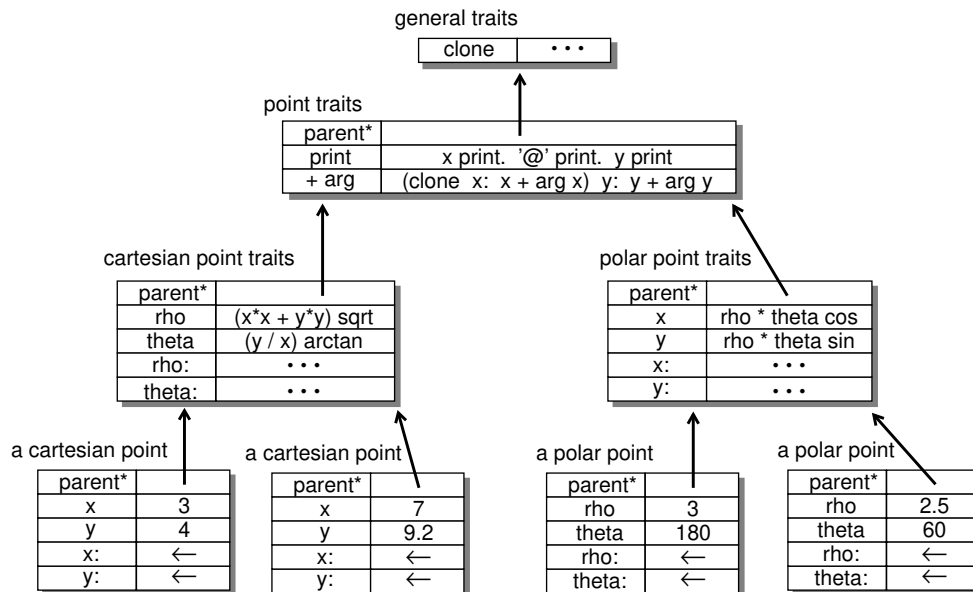 general traits
clone • • •
point traits
parent*
print x print. '@' print. y print
+ arg (clone x: x + arg x) y: y + arg y
cartesian point traits
parent*
rho (x*x + y*y) sqrt
theta (y / x) arctan
rho: • • •
theta: • • •
polar point traits
parent*
x rho * theta cos
y rho * theta sin
x: • • •
y: • • •
a cartesian point
parent*
x 3
y 4
x: ←
y: ←
a cartesian point
parent*
x 7
y 9.2
x: ←
y: ←
a polar point
parent*
rho 3
theta 180
rho: ←
theta: ←
a polar point
parent*
rho 2.5
theta 60
rho: ←
theta: ←